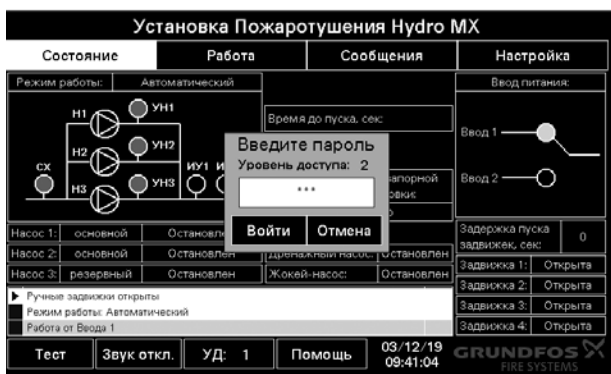 Установка Пожаротушения Hydro MX
Состояние Работа Сообщения Настройка
Режим работы: Автоматический
Ввод питания:
Н1 УН1
Время до пуска, сек:
Ввод 1
Н2 УН2
Введите пароль
Уровень доступа: 2
СХ
ИУ1
Н3 УН3
запорной
Ввод 2
***
Войти Отмена
Насос 1: основной
Задержка пуска
задвижек, сек: 0
Насос 2: основной Остановлен Дренажный насос: Остановлен
Задвижка 1: Открыта
Насос 3: резервный Остановлен Жокей-насос: Остановлен
Задвижка 2: Открыта
Ручные задвижки открыты
Режим работы: Автоматический
Задвижка 3: Открыта
Работа от Ввода 1
Задвижка 4: Открыта
Тест Звук откл. УД: 1 Помощь 03/12/19
09:41:04
GRUNDFOS
FIRE SYSTEMS